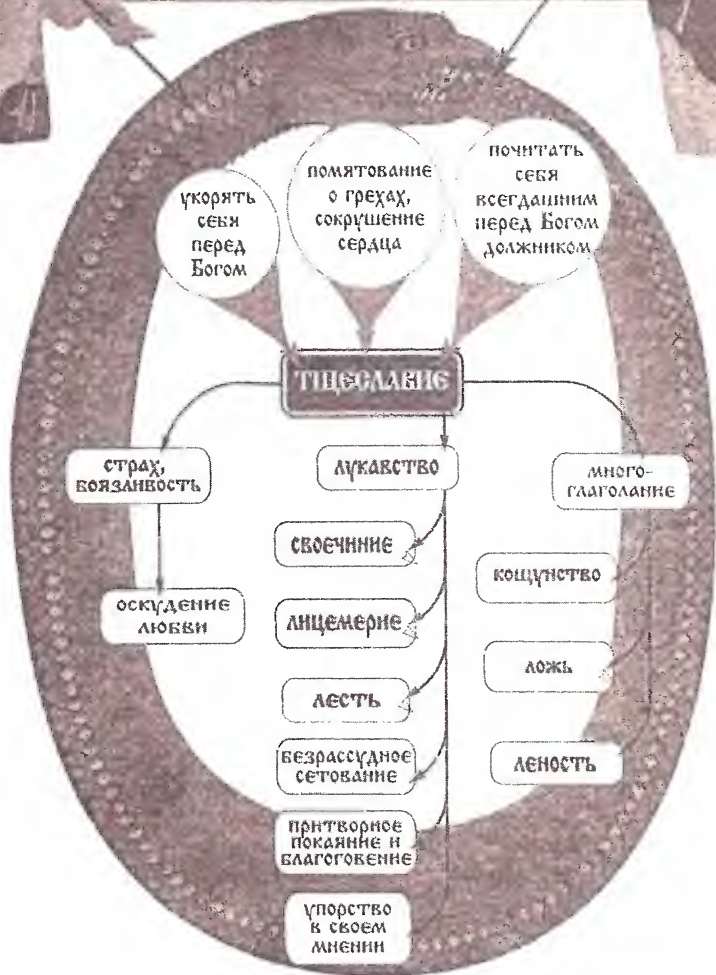 укорять
себя
перед
Богом
помятование
о грехах,
сокрушение
сердца
почитать
себя
всегдашним
перед Богом
должником
ТЩЕСЛАВИЕ
страх,
боязливость
оскудение
любви
лукавство
своечиние
лицемерие
лесть
безрассудное
сетование
притворное
покаяние и
благоговение
упорство
в своем
мнении
много-
глаголание
кощунство
ложь
леность